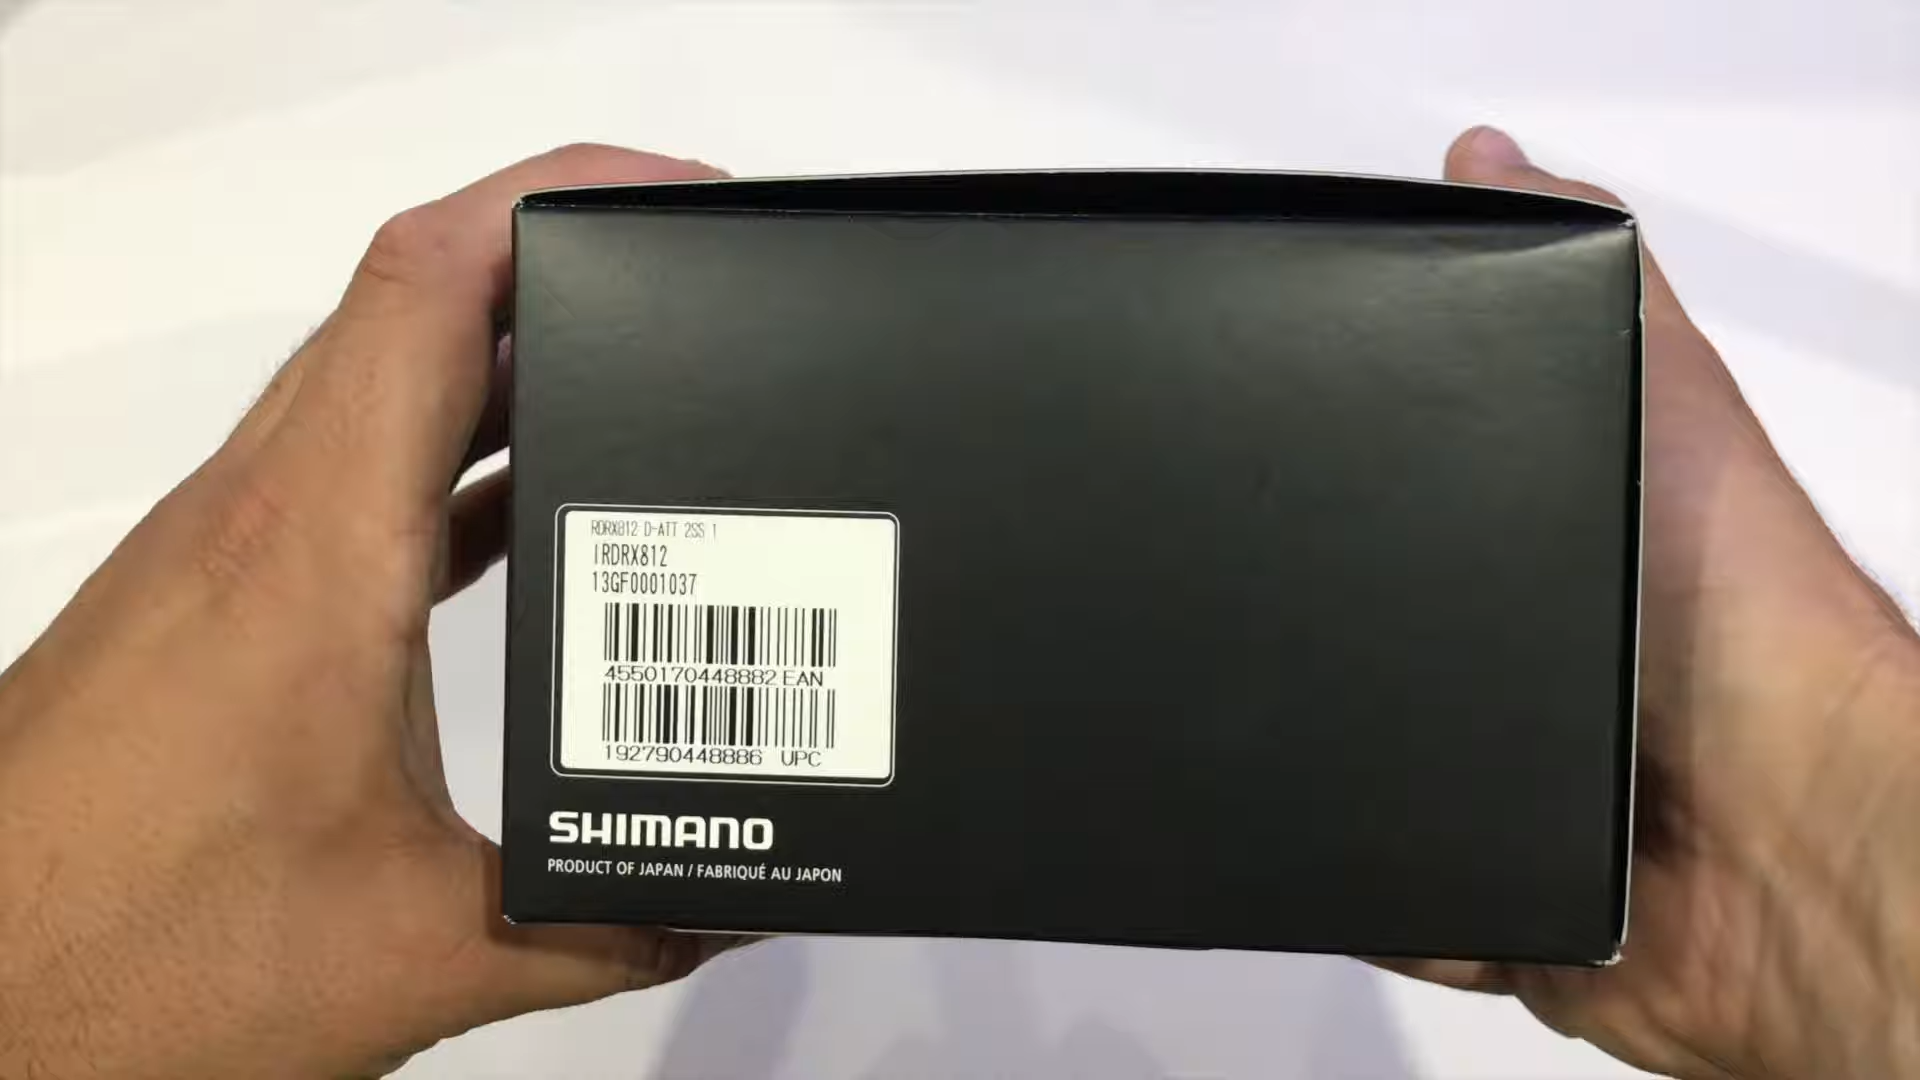 RDRX812 D-ATT 2SS 1
IRDRX812
13GF0001037
4550170448882 EAN
192790448886 UPC
SHIMANO
PRODUCT OF JAPAN / FABRIQUÉ AU JAPON